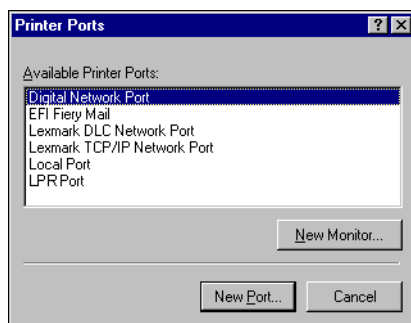 Printer Ports
Available Printer Ports:
Digital Network Port
EFI Fiery Mail
Lexmark DLC Network Port
Lexmark TCP/IP Network Port
Local Port
LPR Port
New Monitor...
New Port...
Cancel